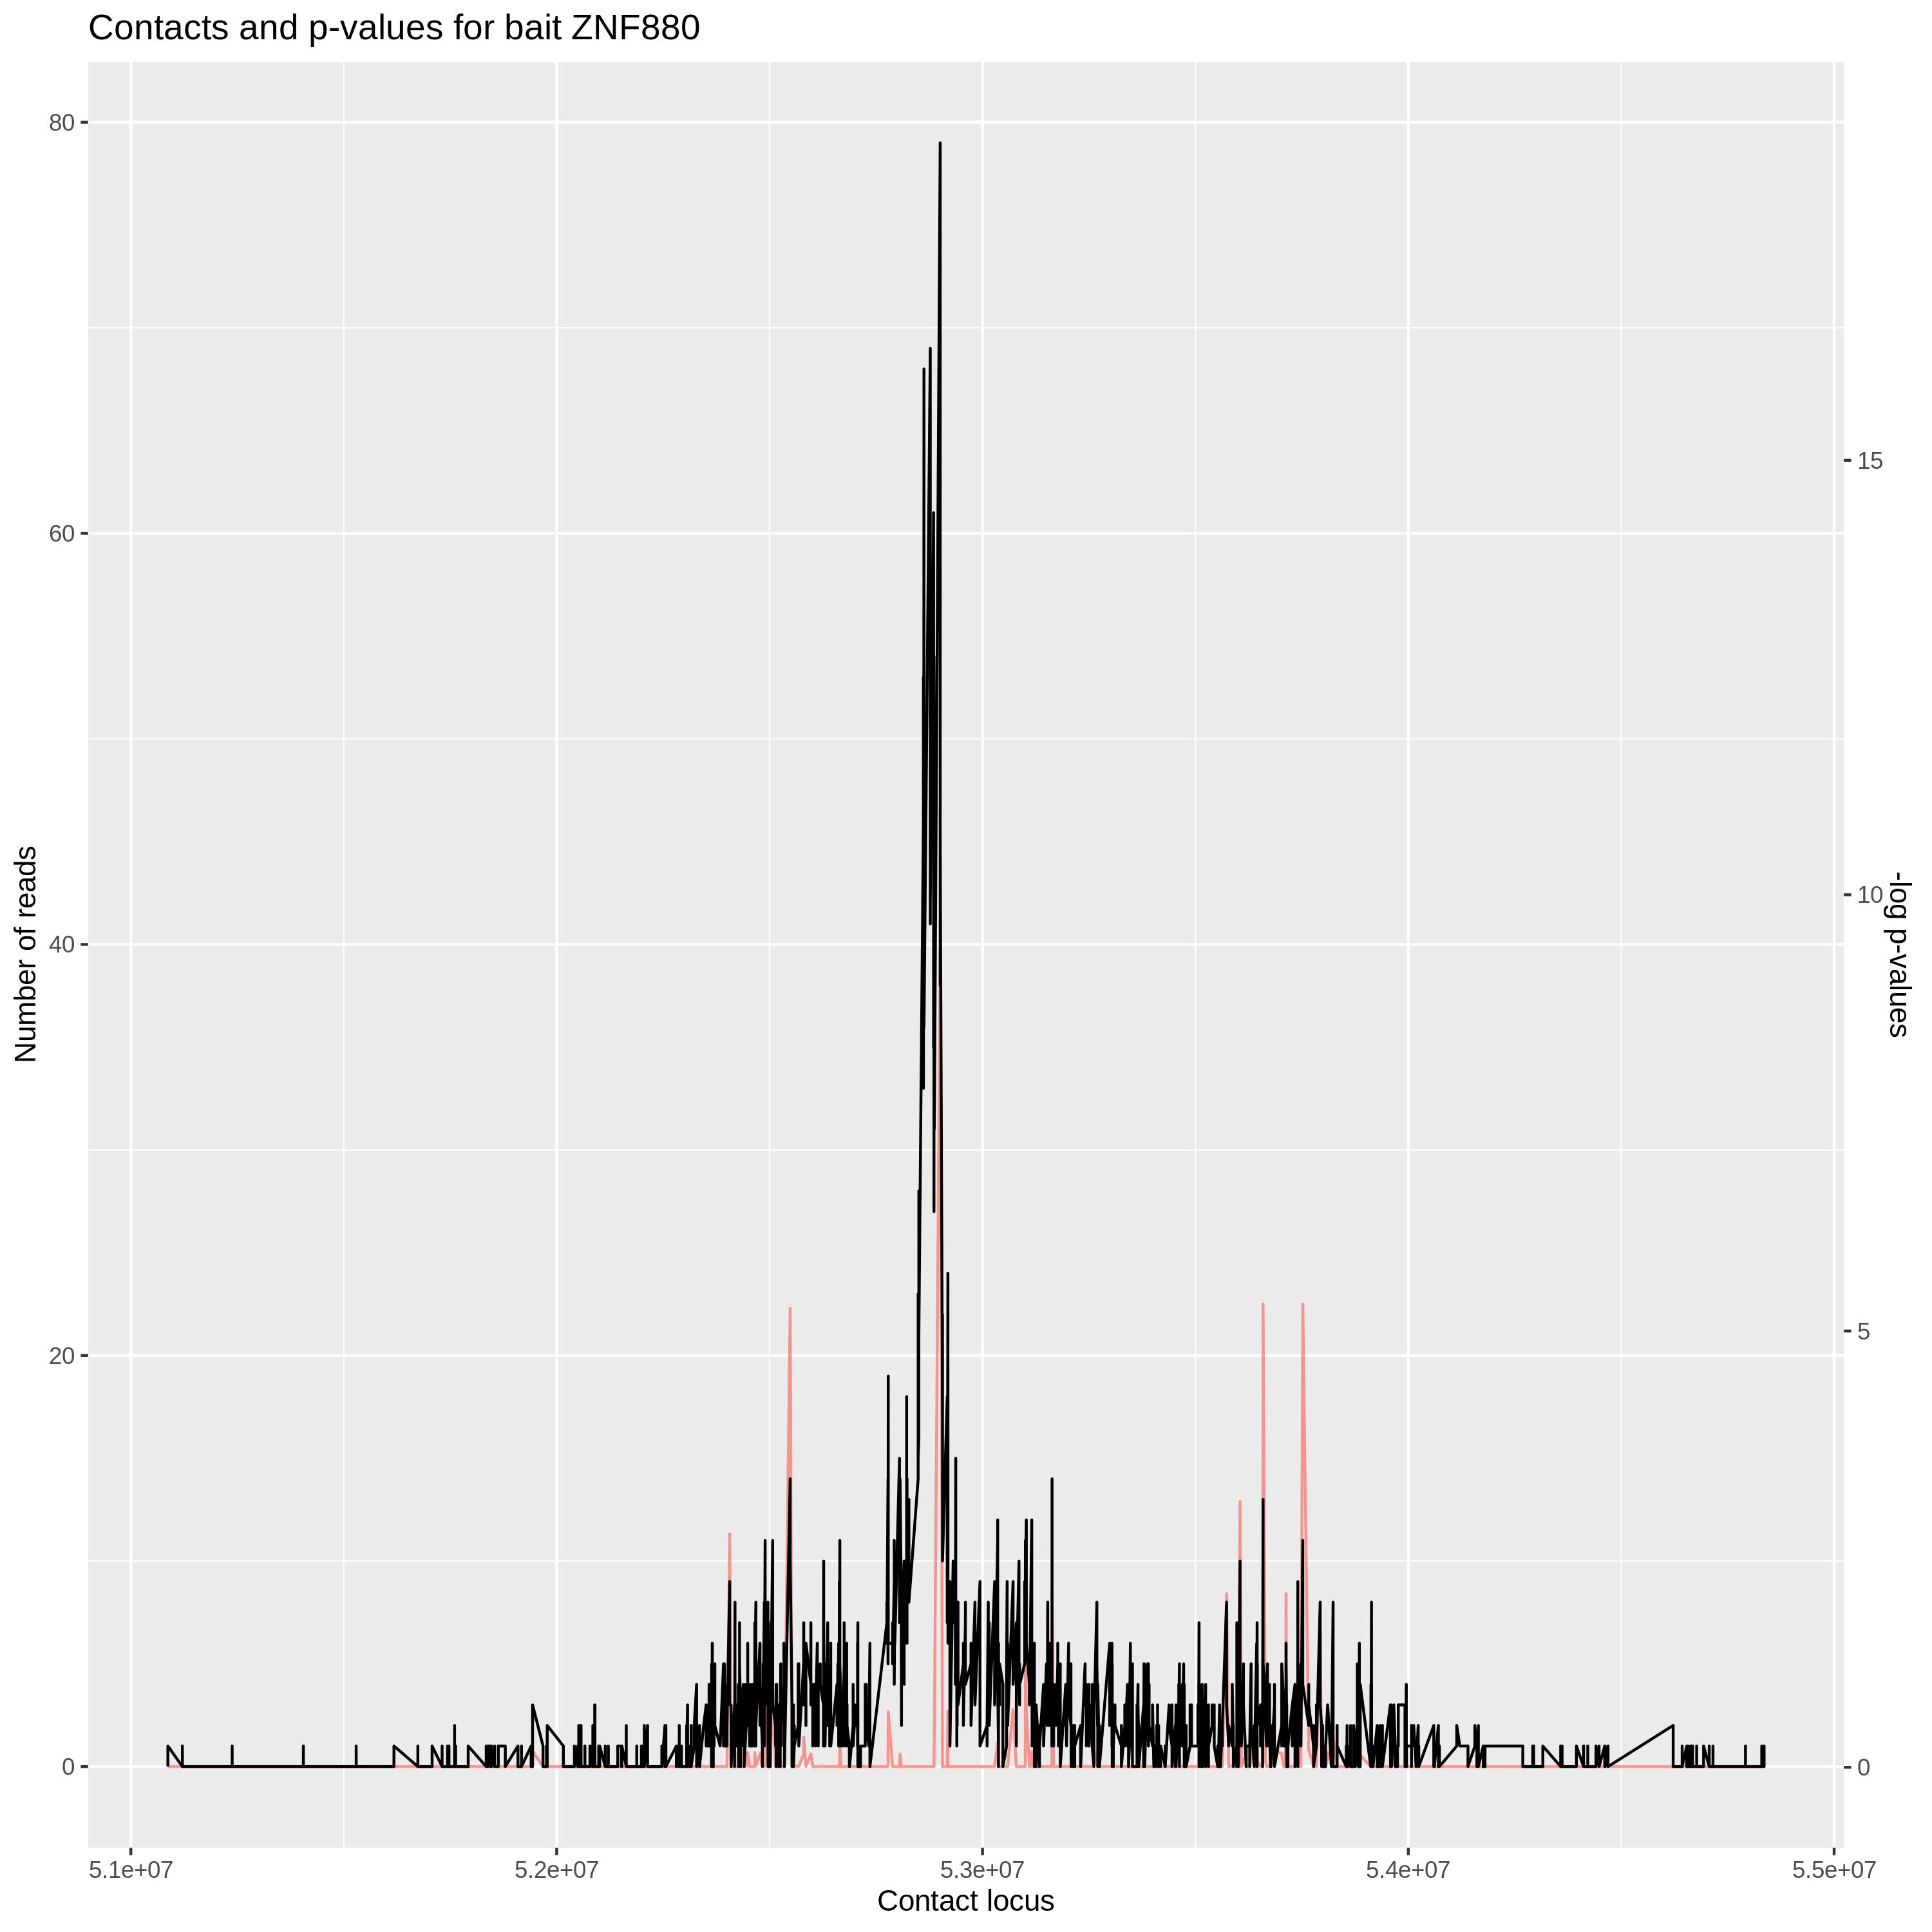 Contacts and p-values for bait ZNF880
80
60
40
20
0
Number of reads
15
10
5
0
-log p-values
5.1e+07
5.2e+07
5.3e+07
5.4e+07
5.5e+07
Contact locus